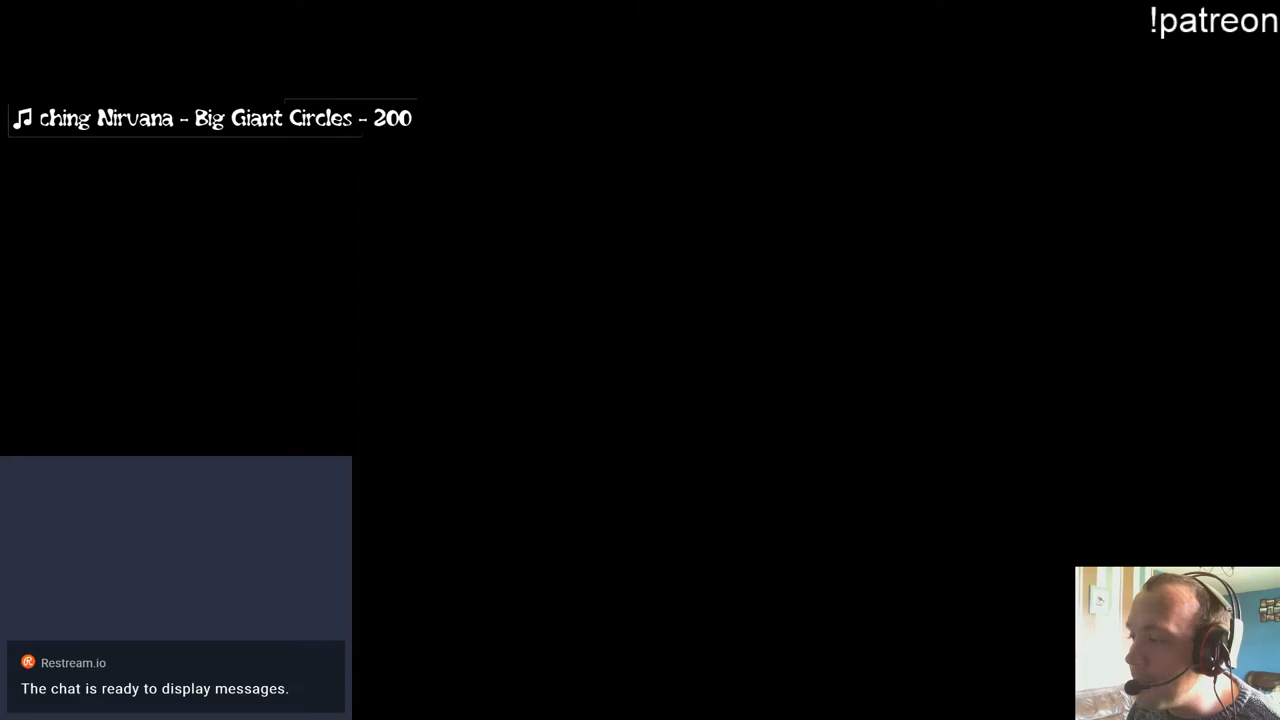 !patreon
♫ ching Nirvana - Big Giant Circles - 200
Restream.io
The chat is ready to display messages.